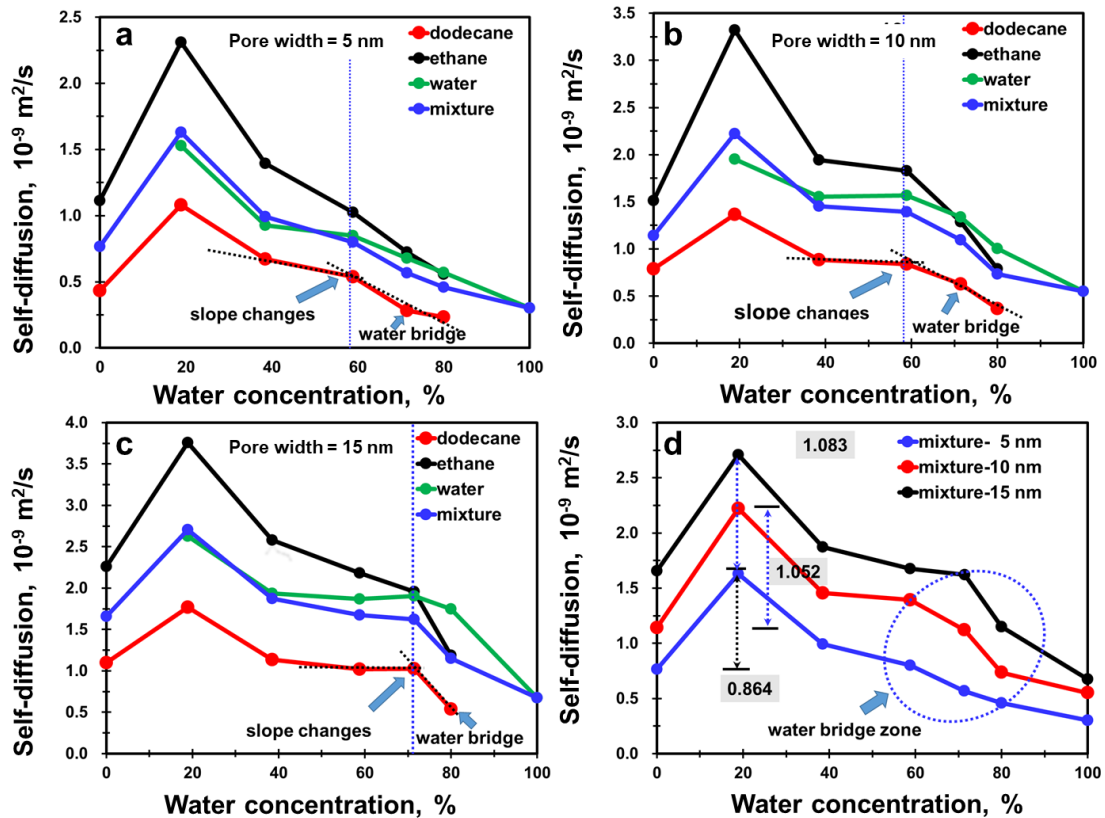 a
Pore width = 5 nm
dodecane
ethane
water
mixture
2.5
2.0
1.5
1.0
0.5
0.0
Self-diffusion, 10⁻⁹ m²/s
slope changes
water bridge
0
20
40
60
80
100
Water concentration, %
b
Pore width = 10 nm
dodecane
ethane
water
mixture
3.5
3.0
2.5
2.0
1.5
1.0
0.5
0.0
Self-diffusion, 10⁻⁹ m²/s
slope changes
water bridge
0
20
40
60
80
100
Water concentration, %
c
Pore width = 15 nm
dodecane
ethane
water
mixture
4.0
3.5
3.0
2.5
2.0
1.5
1.0
0.5
0.0
Self-diffusion, 10⁻⁹ m²/s
slope changes
water bridge
0
20
40
60
80
100
Water concentration, %
d
1.083
mixture- 5 nm
mixture-10 nm
mixture-15 nm
3.0
2.5
2.0
1.5
1.0
0.5
0.0
Self-diffusion, 10⁻⁹ m²/s
1.052
0.864
water bridge zone
0
20
40
60
80
100
Water concentration, %